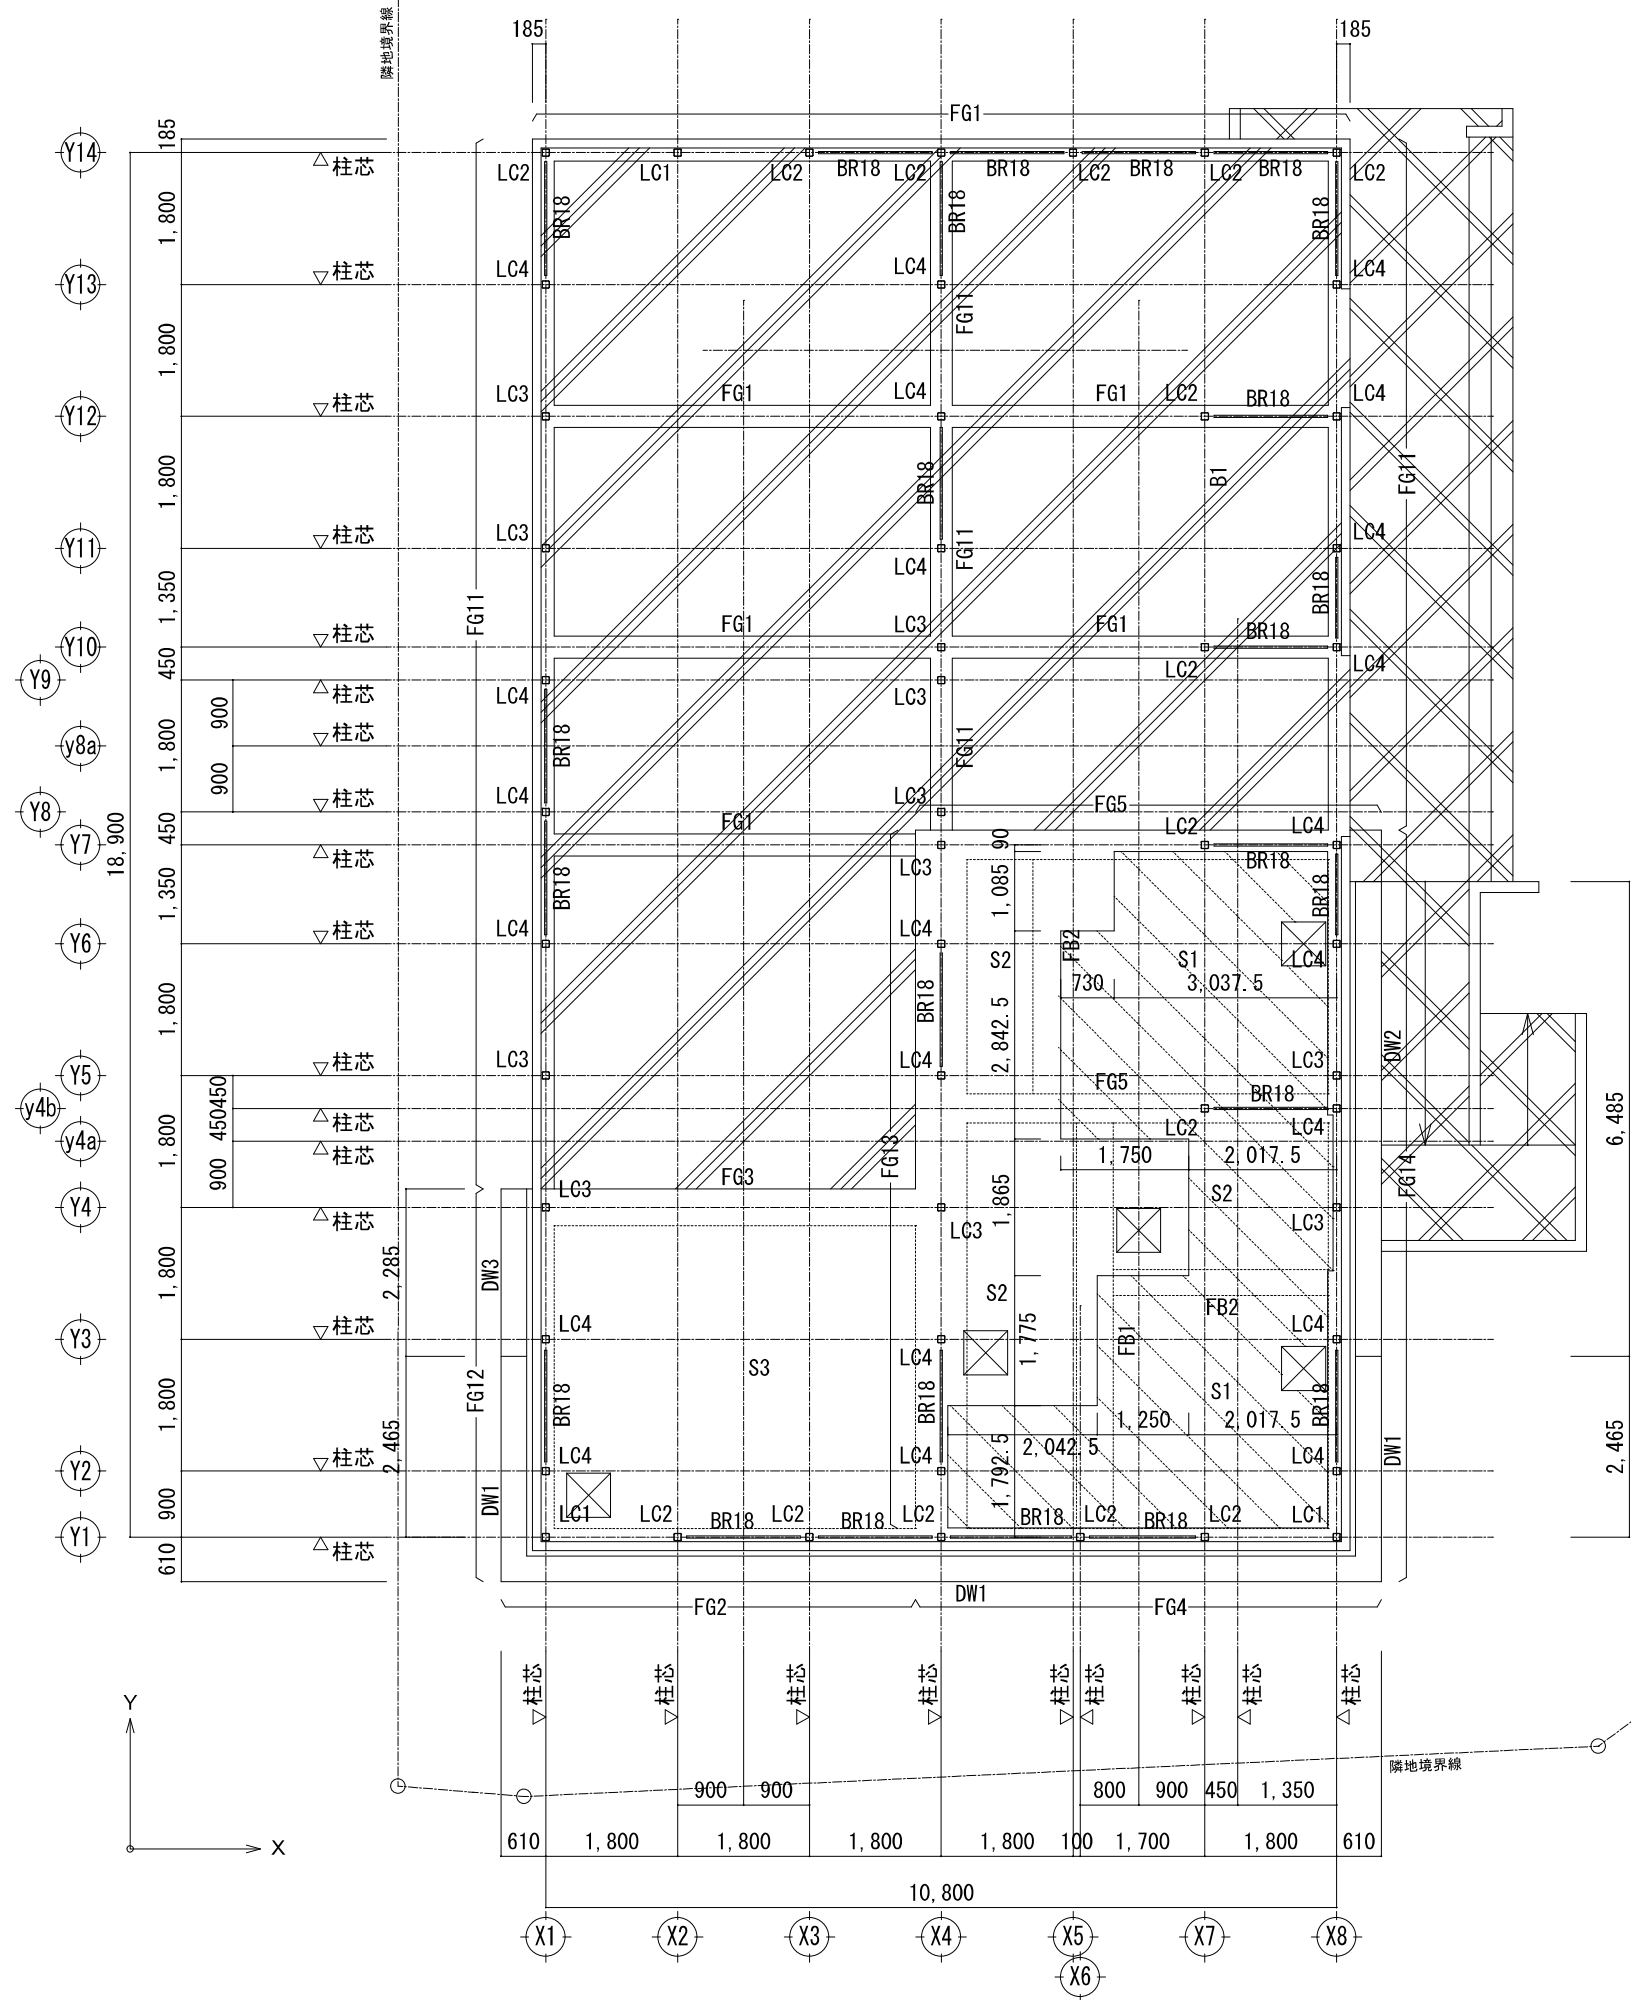 185
隣地境界線
185
FG1
185
Y14
柱芯
LC2
LC1
LC2
BR18
LC2
BR18
LC2
BR18
LC2
BR18
LC2
1,800
BR18
BR18
BR18
Y13
柱芯
LC4
LC4
LC4
FG11
1,800
Y12
柱芯
LC3
FG1
LC4
FG1
LC2
BR18
LC4
1,800
BR18
B1
FG11
Y11
柱芯
LC3
LC4
FG11
LC4
1,350
FG11
BR18
Y10
柱芯
FG1
LC3
FG1
BR18
450
LC2
LC4
Y9
柱芯
LC4
LC3
900
y8a
柱芯
1,800
BR18
FG11
900
Y8
柱芯
LC4
LC3
FG5
18,900
450
FG1
LC2
LC4
Y7
柱芯
90
LC3
BR18
1,350
BR18
1,085
BR18
Y6
柱芯
LC4
LC4
FB2
S2
S1
LC4
730
3,037.5
1,800
BR18
2,842.5
DW2
Y5
柱芯
LC3
LC4
FG5
LC3
y4b
450
450
柱芯
BR18
6,485
y4a
柱芯
1,800
LC2
LC4
900
FG13
1,750
2,017.5
FG3
FG14
Y4
柱芯
LC3
1,865
S2
LC3
LC3
2,285
1,800
DW3
S2
Y3
柱芯
LC4
1,775
FB1
FB2
LC4
LC4
S3
FG12
S1
1,800
BR18
BR18
1,250
2,017.5
BR18
2,465
2,042.5
DW1
2,465
Y2
柱芯
LC4
LC4
1,792.5
LC4
900
DW1
LC1
LC2
BR18
LC2
BR18
LC2
BR18
LC2
BR18
LC2
LC1
Y1
柱芯
610
DW1
FG2
FG4
柱芯
柱芯
柱芯
柱芯
柱芯
柱芯
柱芯
柱芯
柱芯
Y
隣地境界線
900
900
800
900
450
1,350
X
610
1,800
1,800
1,800
1,800
100
1,700
1,800
610
10,800
X1
X2
X3
X4
X5
X7
X8
X6